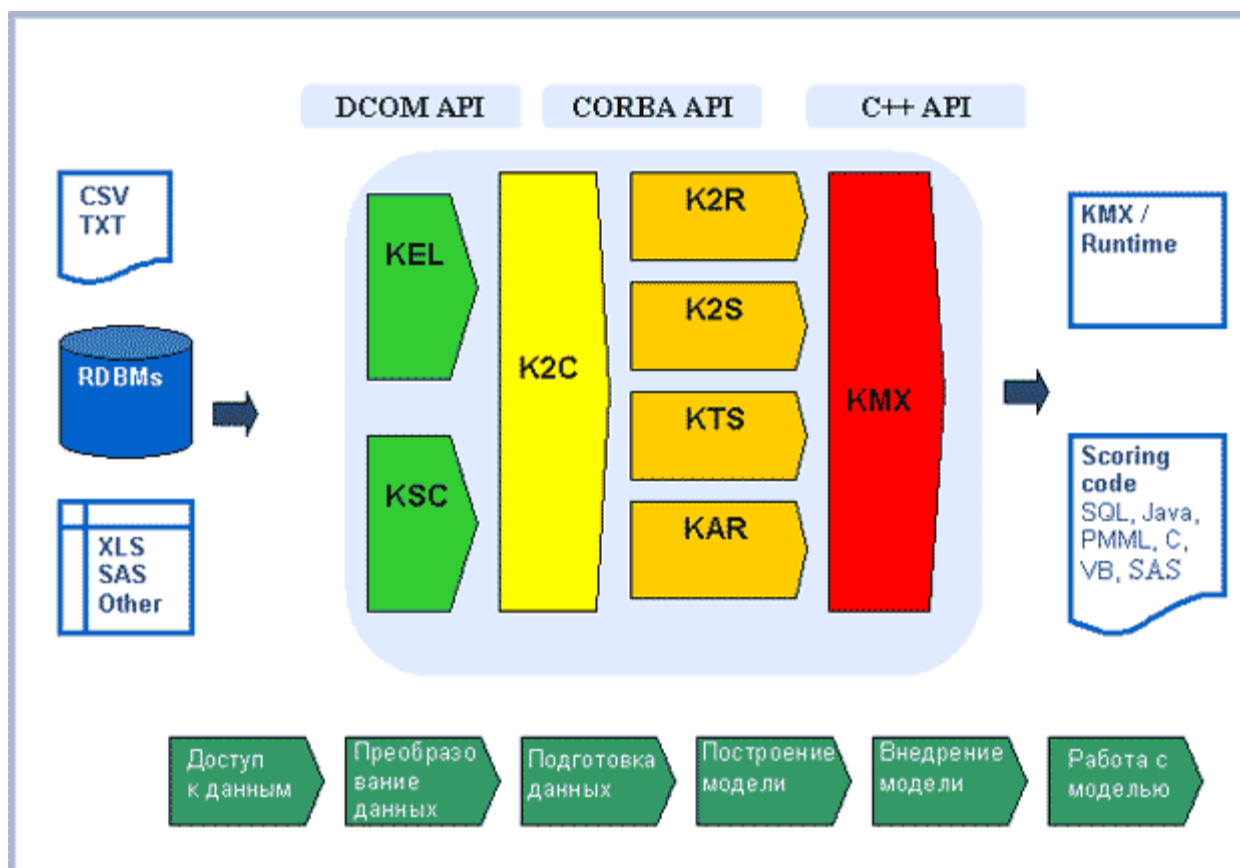 DCOM API
CORBA API
C++ API
CSV
TXT
RDBMs
XLS
SAS
Other
KEL
KSC
K2C
K2R
K2S
KTS
KAR
KMX
KMX /
Runtime
Scoring
code
SQL, Java,
PMML, C,
VB, SAS
Доступ
к данным
Преобразо
вание
данных
Подготовка
данных
Построение
модели
Внедрение
модели
Работа с
моделью